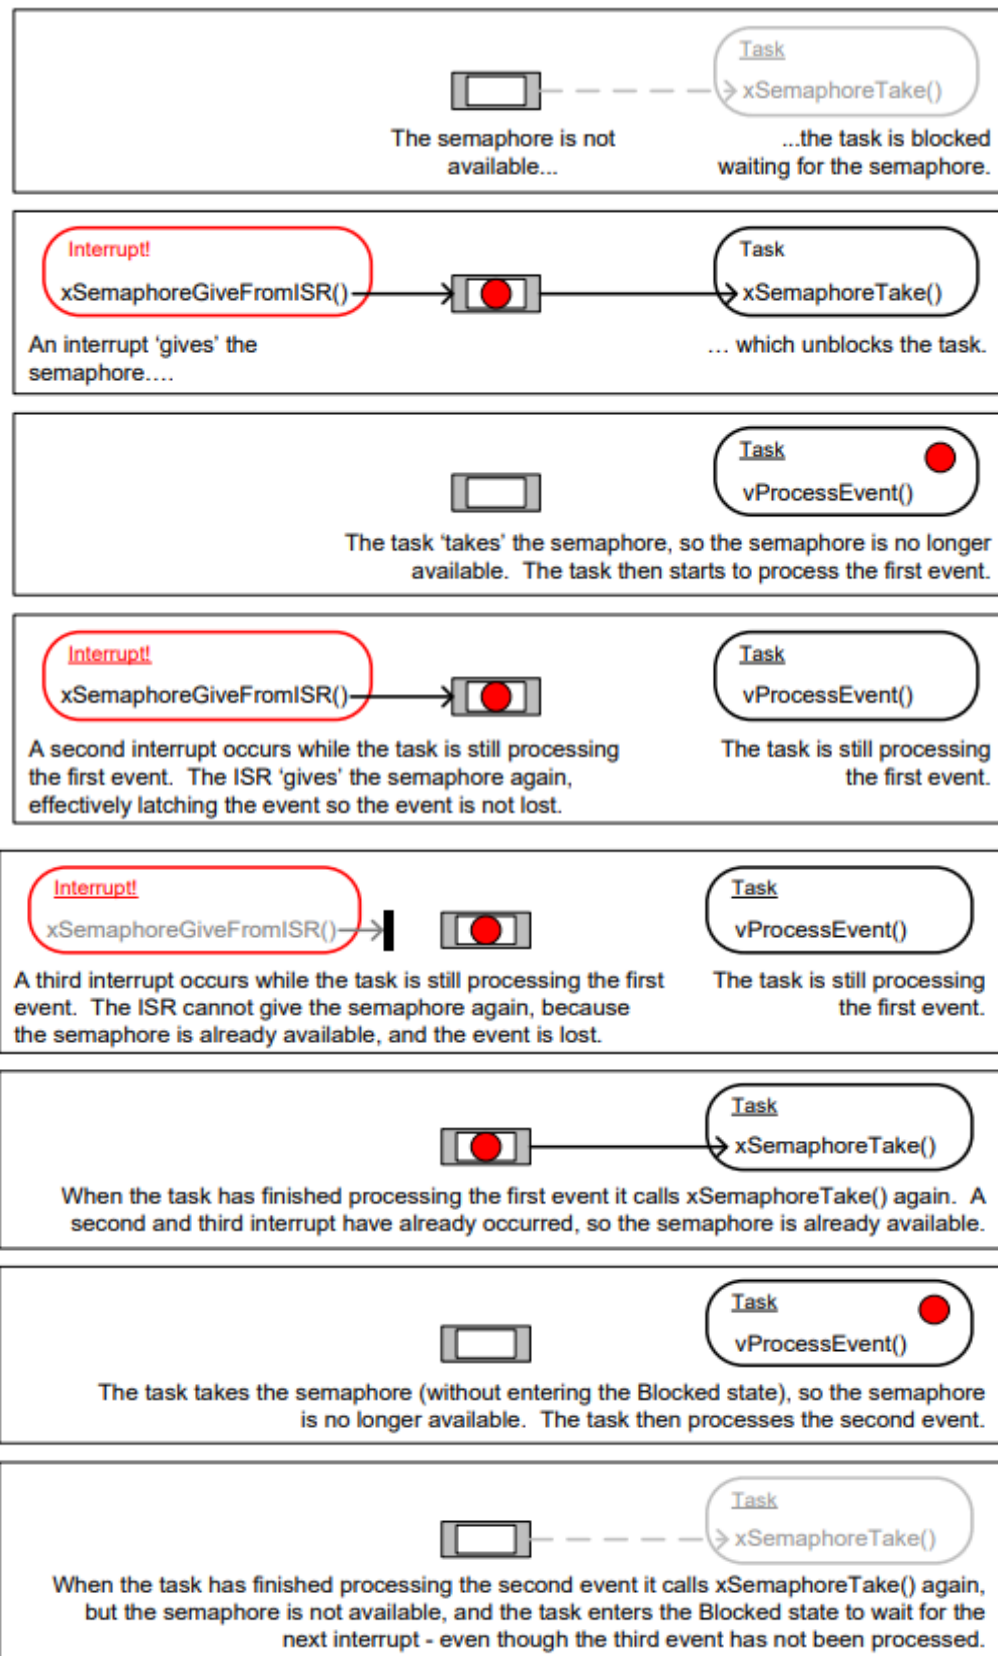 Task
xSemaphoreTake()
The semaphore is not
available...
...the task is blocked
waiting for the semaphore.
Interrupt!
xSemaphoreGiveFromISR()
Task
xSemaphoreTake()
An interrupt ‘gives’ the
semaphore….
… which unblocks the task.
Task
vProcessEvent()
The task ‘takes’ the semaphore, so the semaphore is no longer
available.  The task then starts to process the first event.
Interrupt!
xSemaphoreGiveFromISR()
Task
vProcessEvent()
A second interrupt occurs while the task is still processing
the first event.  The ISR ‘gives’ the semaphore again,
effectively latching the event so the event is not lost.
The task is still processing
the first event.
Interrupt!
xSemaphoreGiveFromISR()
Task
vProcessEvent()
A third interrupt occurs while the task is still processing the first
event.  The ISR cannot give the semaphore again, because
the semaphore is already available, and the event is lost.
The task is still processing
the first event.
Task
xSemaphoreTake()
When the task has finished processing the first event it calls xSemaphoreTake() again.  A
second and third interrupt have already occurred, so the semaphore is already available.
Task
vProcessEvent()
The task takes the semaphore (without entering the Blocked state), so the semaphore
is no longer available.  The task then processes the second event.
Task
xSemaphoreTake()
When the task has finished processing the second event it calls xSemaphoreTake() again,
but the semaphore is not available, and the task enters the Blocked state to wait for the
next interrupt - even though the third event has not been processed.